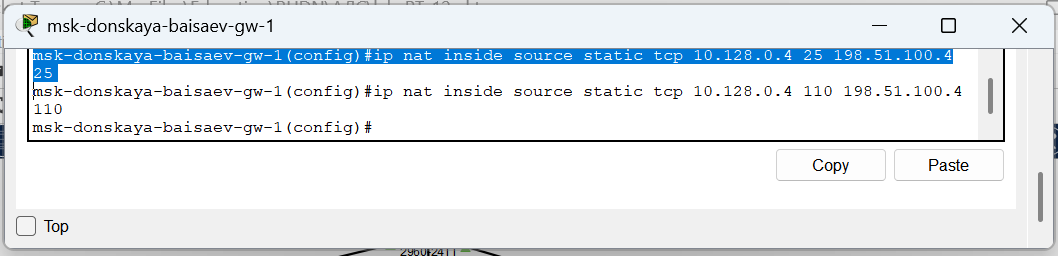 msk-donskaya-baisaev-gw-1
msk-donskaya-baisaev-gw-1(config)#ip nat inside source static tcp 10.128.0.4 25 198.51.100.4
25
msk-donskaya-baisaev-gw-1(config)#ip nat inside source static tcp 10.128.0.4 110 198.51.100.4
110
msk-donskaya-baisaev-gw-1(config)#
Copy
Paste
Top